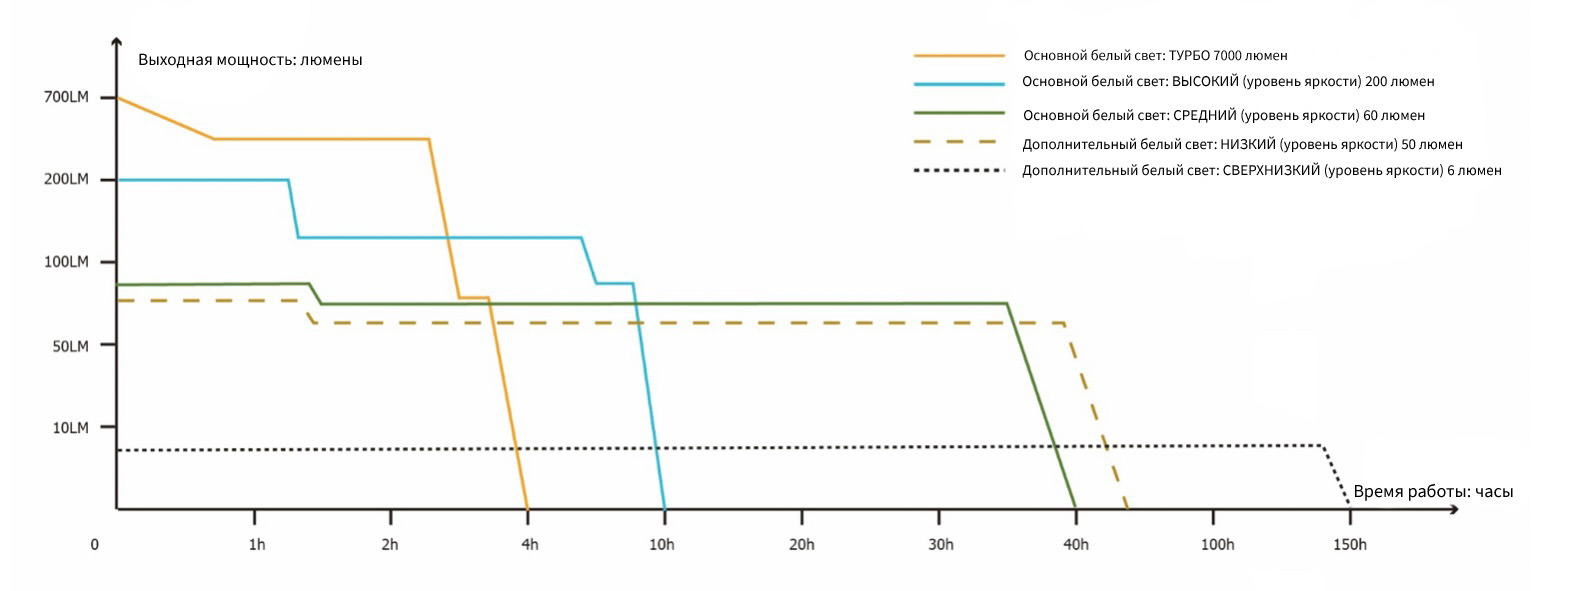 Выходная мощность: люмены
700LM
200LM
100LM
50LM
10LM
Основной белый свет: ТУРБО 7000 люмен
Основной белый свет: ВЫСОКИЙ (уровень яркости) 200 люмен
Основной белый свет: СРЕДНИЙ (уровень яркости) 60 люмен
Дополнительный белый свет: НИЗКИЙ (уровень яркости) 50 люмен
Дополнительный белый свет: СВЕРХНИЗКИЙ (уровень яркости) 6 люмен
Время работы: часы
0 1h 2h 4h 10h 20h 30h 40h 100h 150h